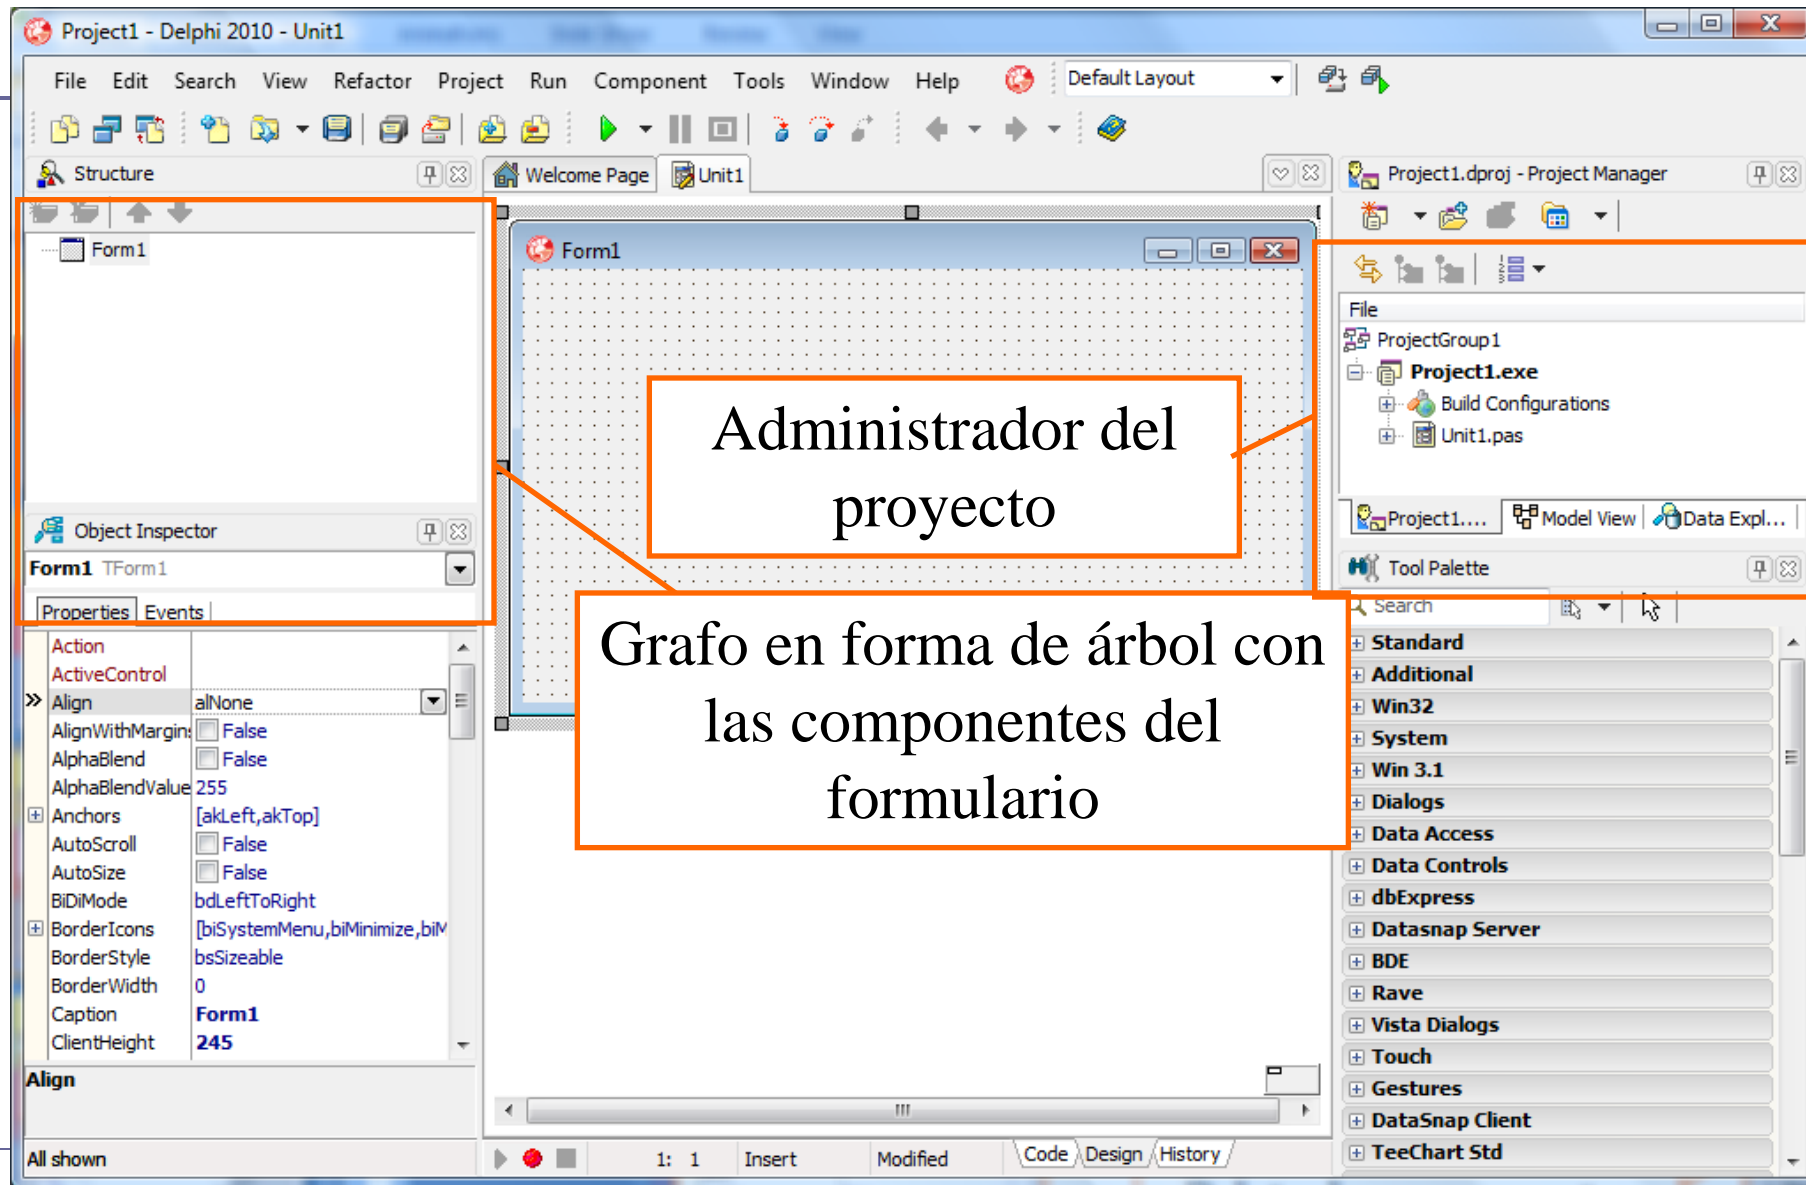 Project1 - Delphi 2010 - Unit1
File Edit Search View Refactor Project Run Component Tools Window Help Default Layout
Structure
Form1
Object Inspector
Form1 TForm1
Properties Events
Action
ActiveControl
Align alNone
AlignWithMargin False
AlphaBlend False
AlphaBlendValue 255
Anchors [akLeft,akTop]
AutoScroll False
AutoSize False
BiDiMode bdLeftToRight
BorderIcons [biSystemMenu,biMinimize,biM
BorderStyle bsSizeable
BorderWidth 0
Caption Form1
ClientHeight 245
Align
All shown
Welcome Page Unit1
Form1
Administrador del
proyecto
Grafo en forma de árbol con
las componentes del
formulario
1: 1 Insert Modified Code Design History
Project1.dproj - Project Manager
File
ProjectGroup1
Project1.exe
Build Configurations
Unit1.pas
Project1.... Model View Data Expl...
Tool Palette
Search
Standard
Additional
Win32
System
Win 3.1
Dialogs
Data Access
Data Controls
dbExpress
Datasnap Server
BDE
Rave
Vista Dialogs
Touch
Gestures
DataSnap Client
TeeChart Std